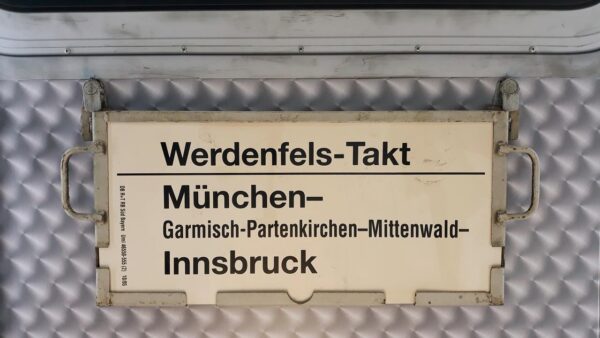 Werdenfels-Takt
München–
Garmisch-Partenkirchen–Mittenwald–
Innsbruck